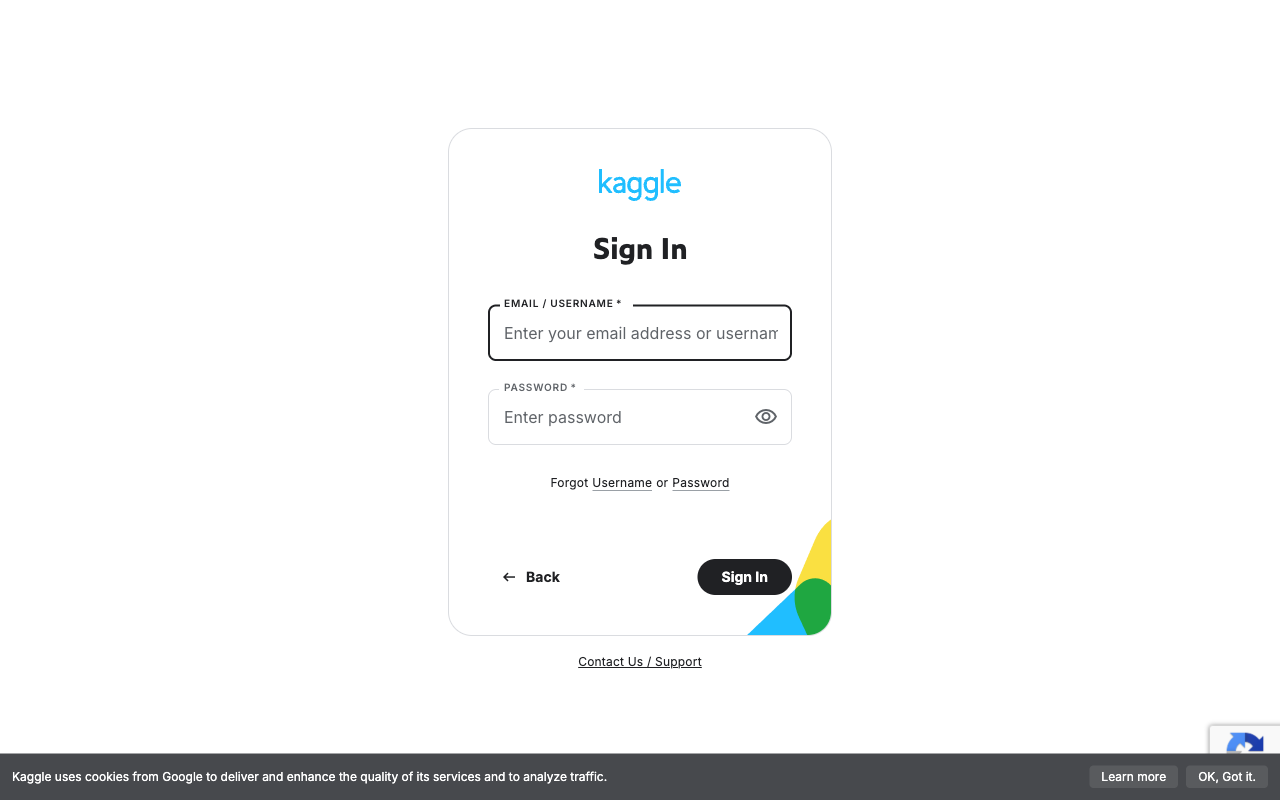 kaggle
Sign In
EMAIL / USERNAME *
Enter your email address or usernam
PASSWORD *
Enter password
Forgot Username or Password
Back
Sign In
Contact Us / Support
Kaggle uses cookies from Google to deliver and enhance the quality of its services and to analyze traffic.
Learn more
OK, Got it.